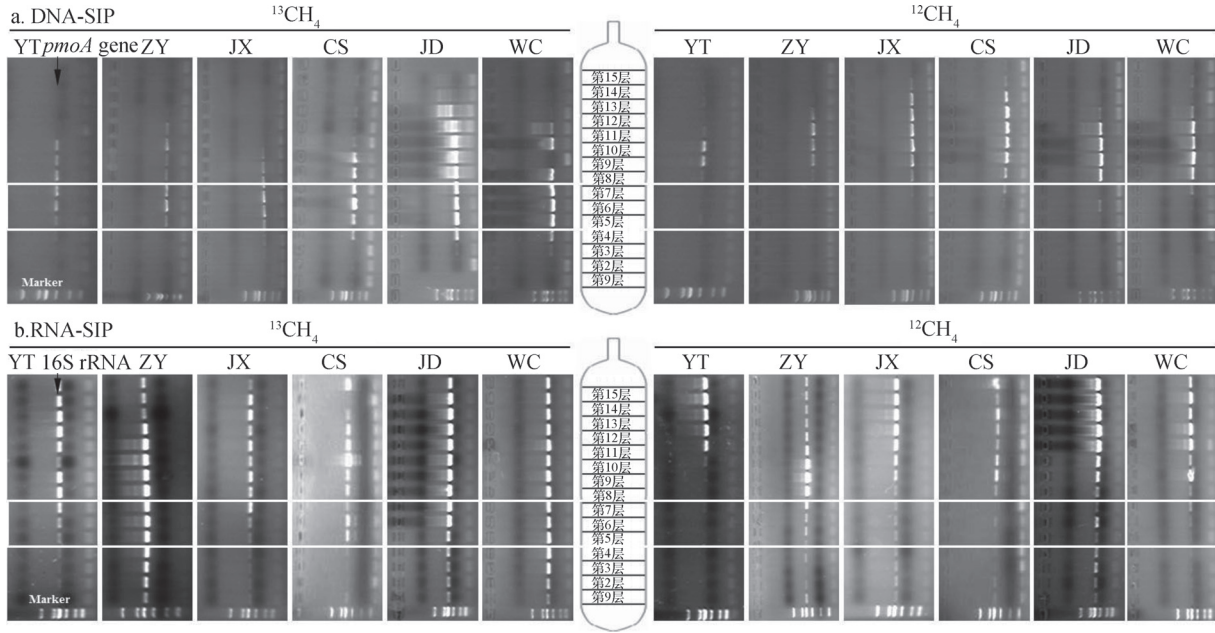 a. DNA-SIP
¹³CH₄
¹²CH₄
YT pmoA gene ZY JX CS JD WC
YT ZY JX CS JD WC
第15层
第14层
第13层
第12层
第11层
第10层
第9层
第8层
第7层
第6层
第5层
第4层
第3层
第2层
第9层
Marker
b.RNA-SIP
¹³CH₄
¹²CH₄
YT 16S rRNA ZY JX CS JD WC
YT ZY JX CS JD WC
第15层
第14层
第13层
第12层
第11层
第10层
第9层
第8层
第7层
第6层
第5层
第4层
第3层
第2层
第9层
Marker